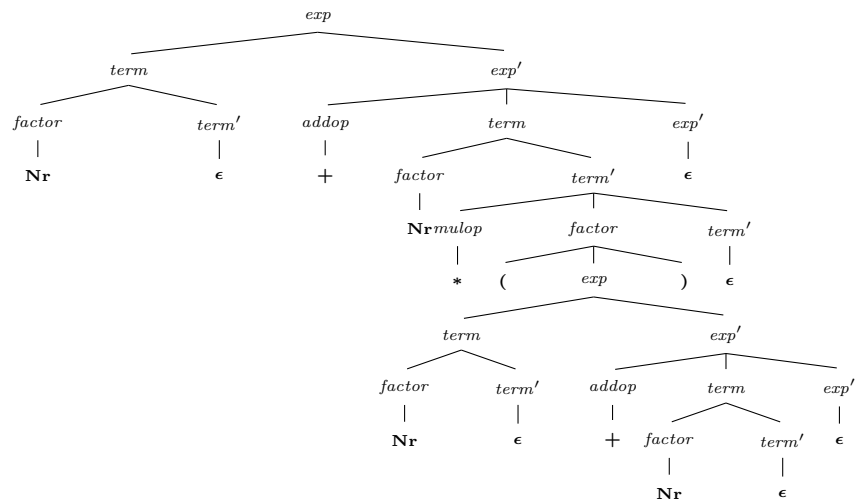 exp
term exp′
factor term′ addop term exp′
Nr ϵ + factor term′ ϵ
Nr mulop factor term′
∗ ( exp ) ϵ
term exp′
factor term′ addop term exp′
Nr ϵ + factor term′ ϵ
Nr ϵ